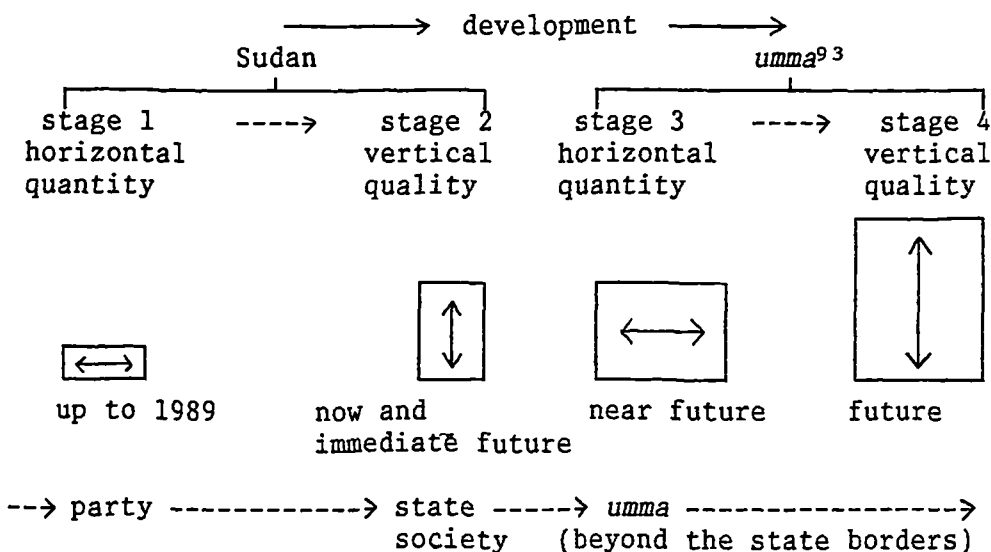 development
Sudan umma⁹³
stage 1 stage 2 stage 3 stage 4
horizontal vertical horizontal vertical
quantity quality quantity quality
up to 1989 now and near future future
immediate future
party state umma
society (beyond the state borders)